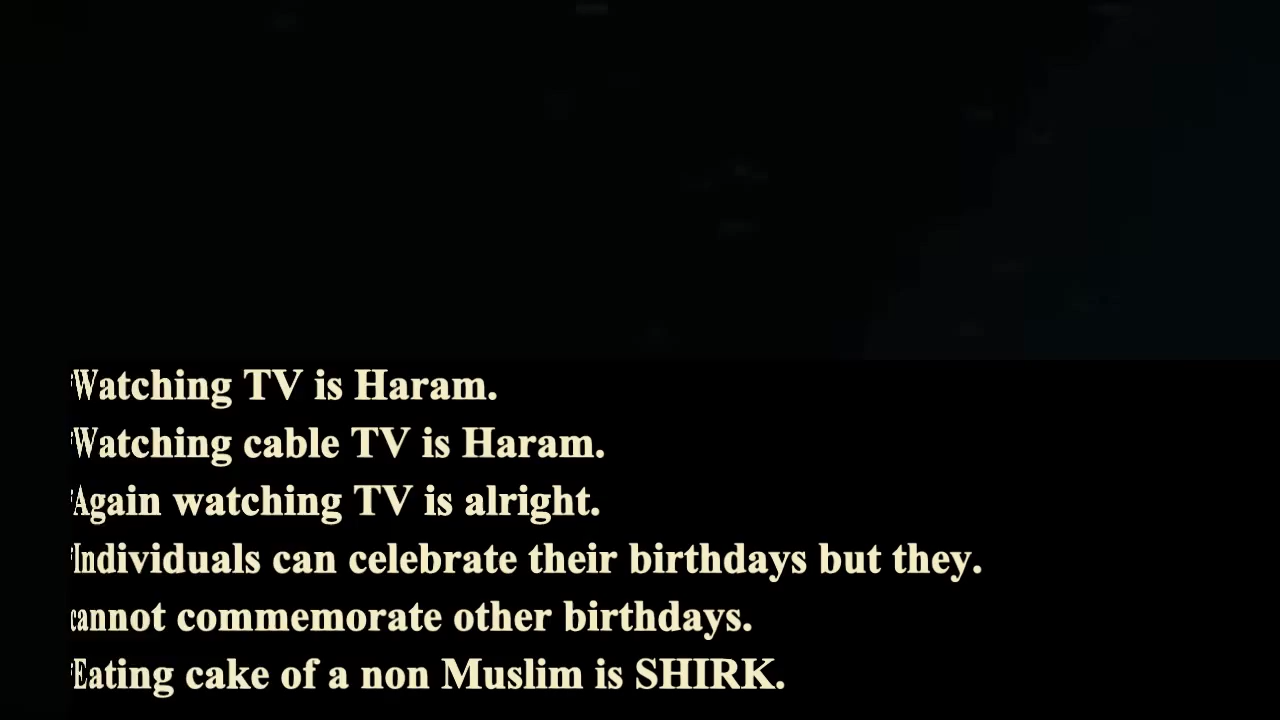 Watching TV is Haram.
Watching cable TV is Haram.
Again watching TV is alright.
Individuals can celebrate their birthdays but they.
cannot commemorate other birthdays.
Eating cake of a non Muslim is SHIRK.